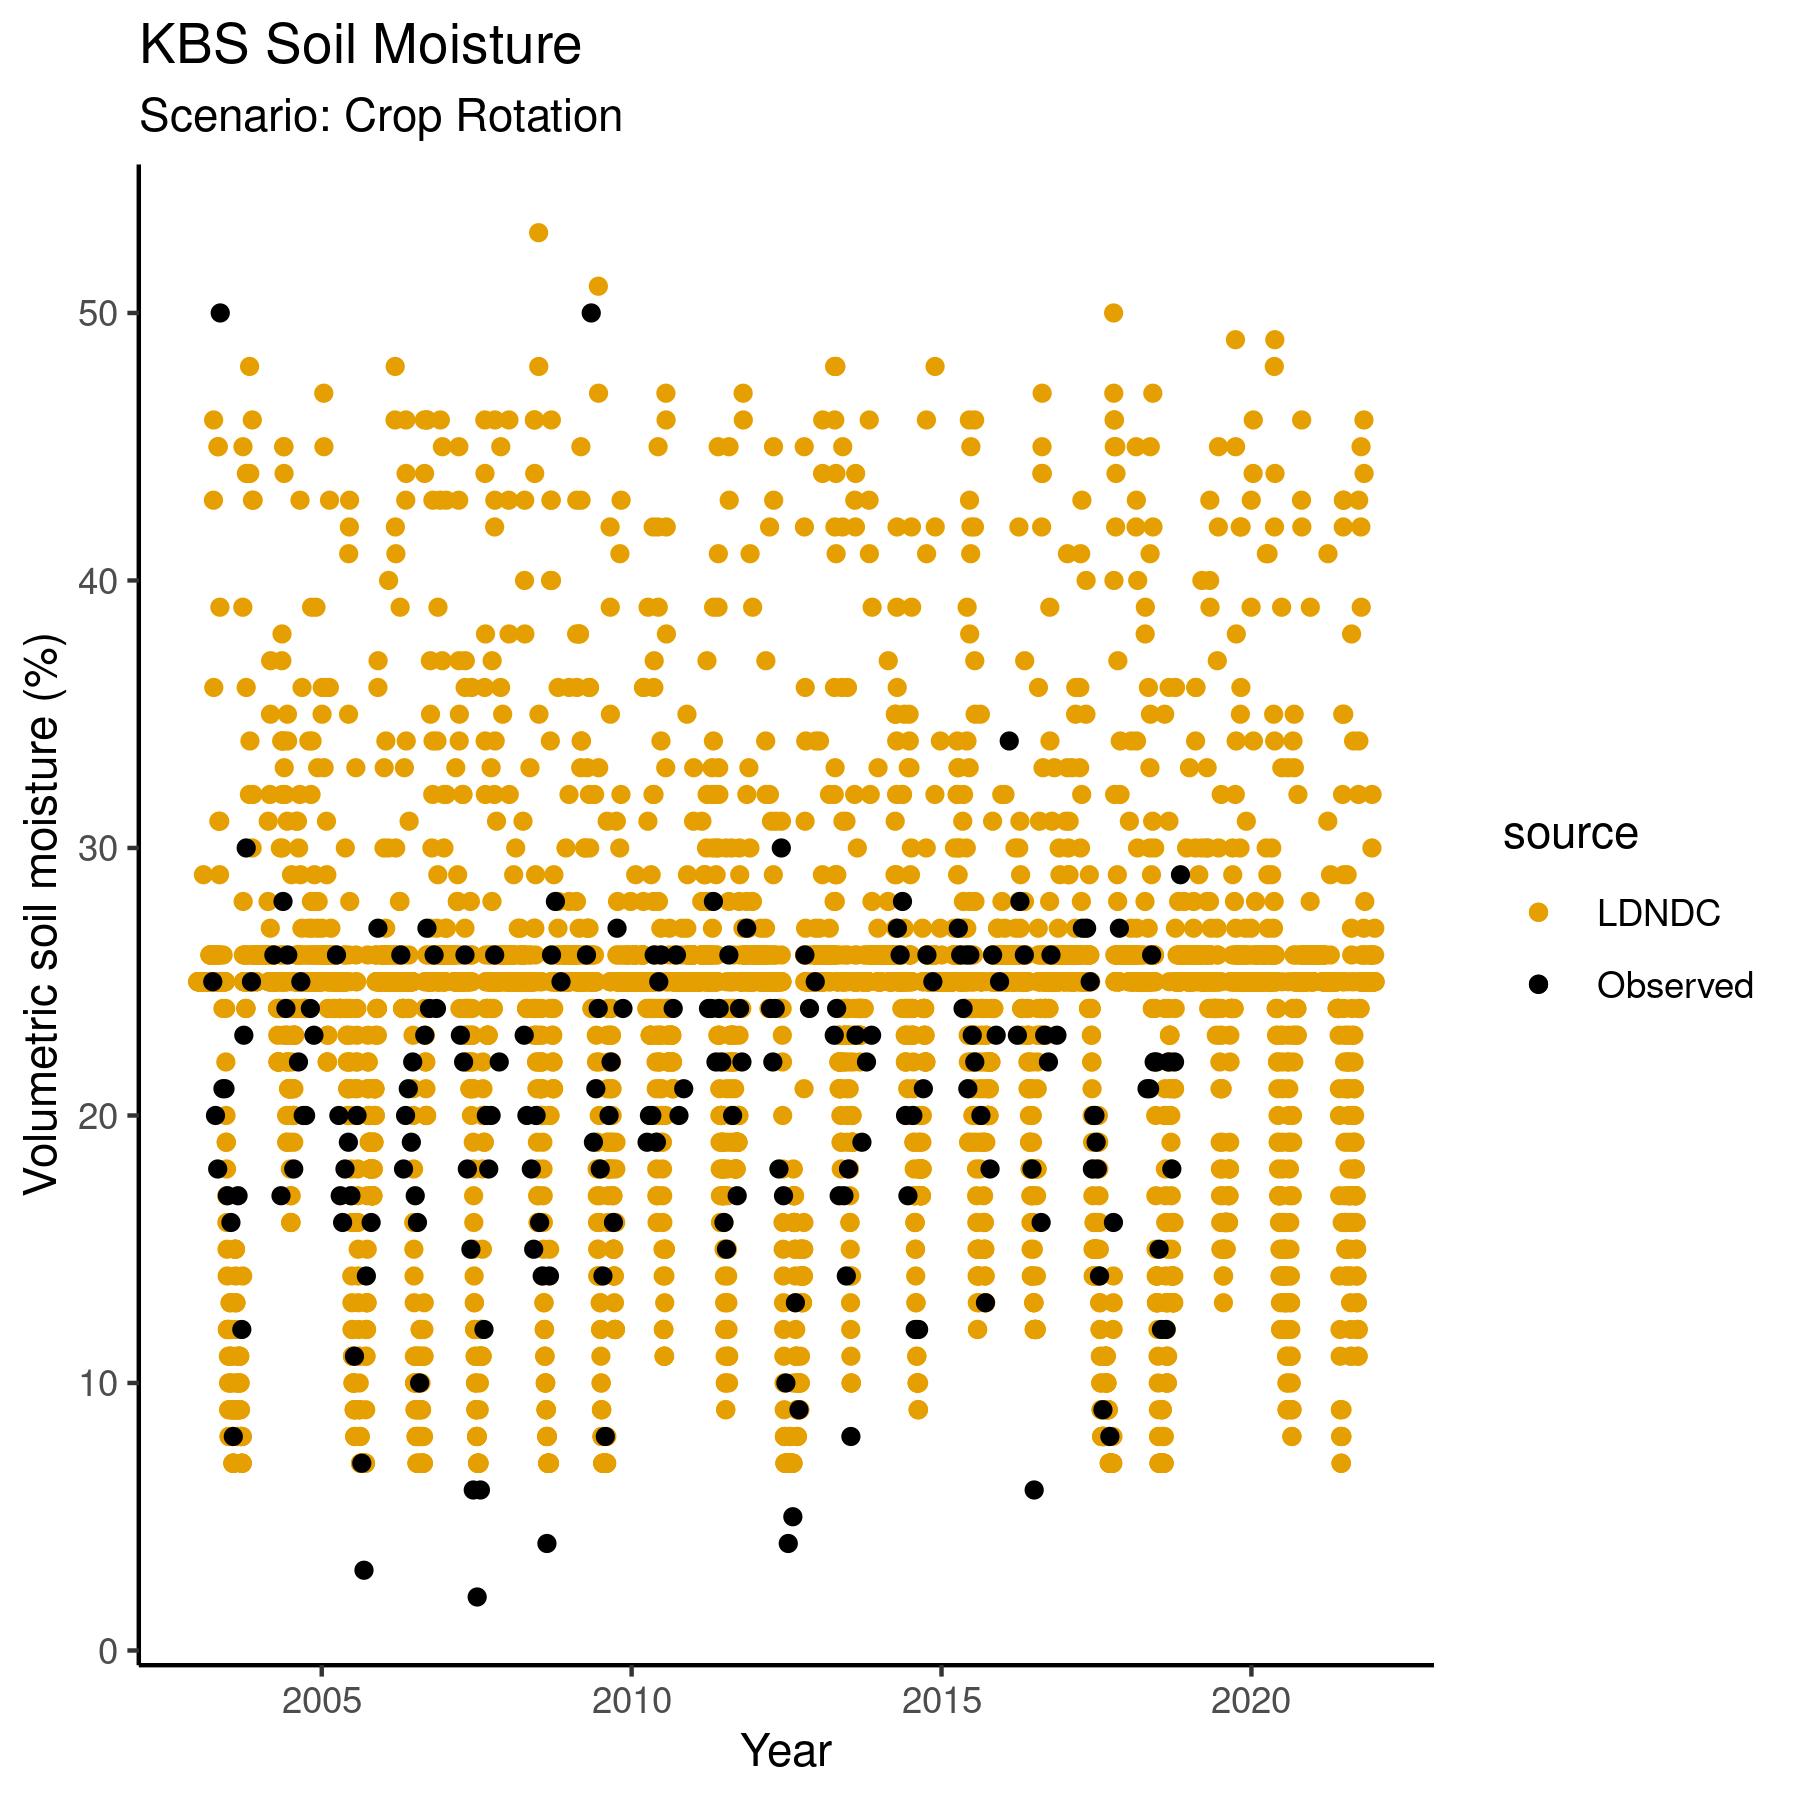 KBS Soil Moisture
Scenario: Crop Rotation
Volumetric soil moisture (%)
50
40
30
20
10
0
2005 2010 2015 2020
Year
source
LDNDC
Observed